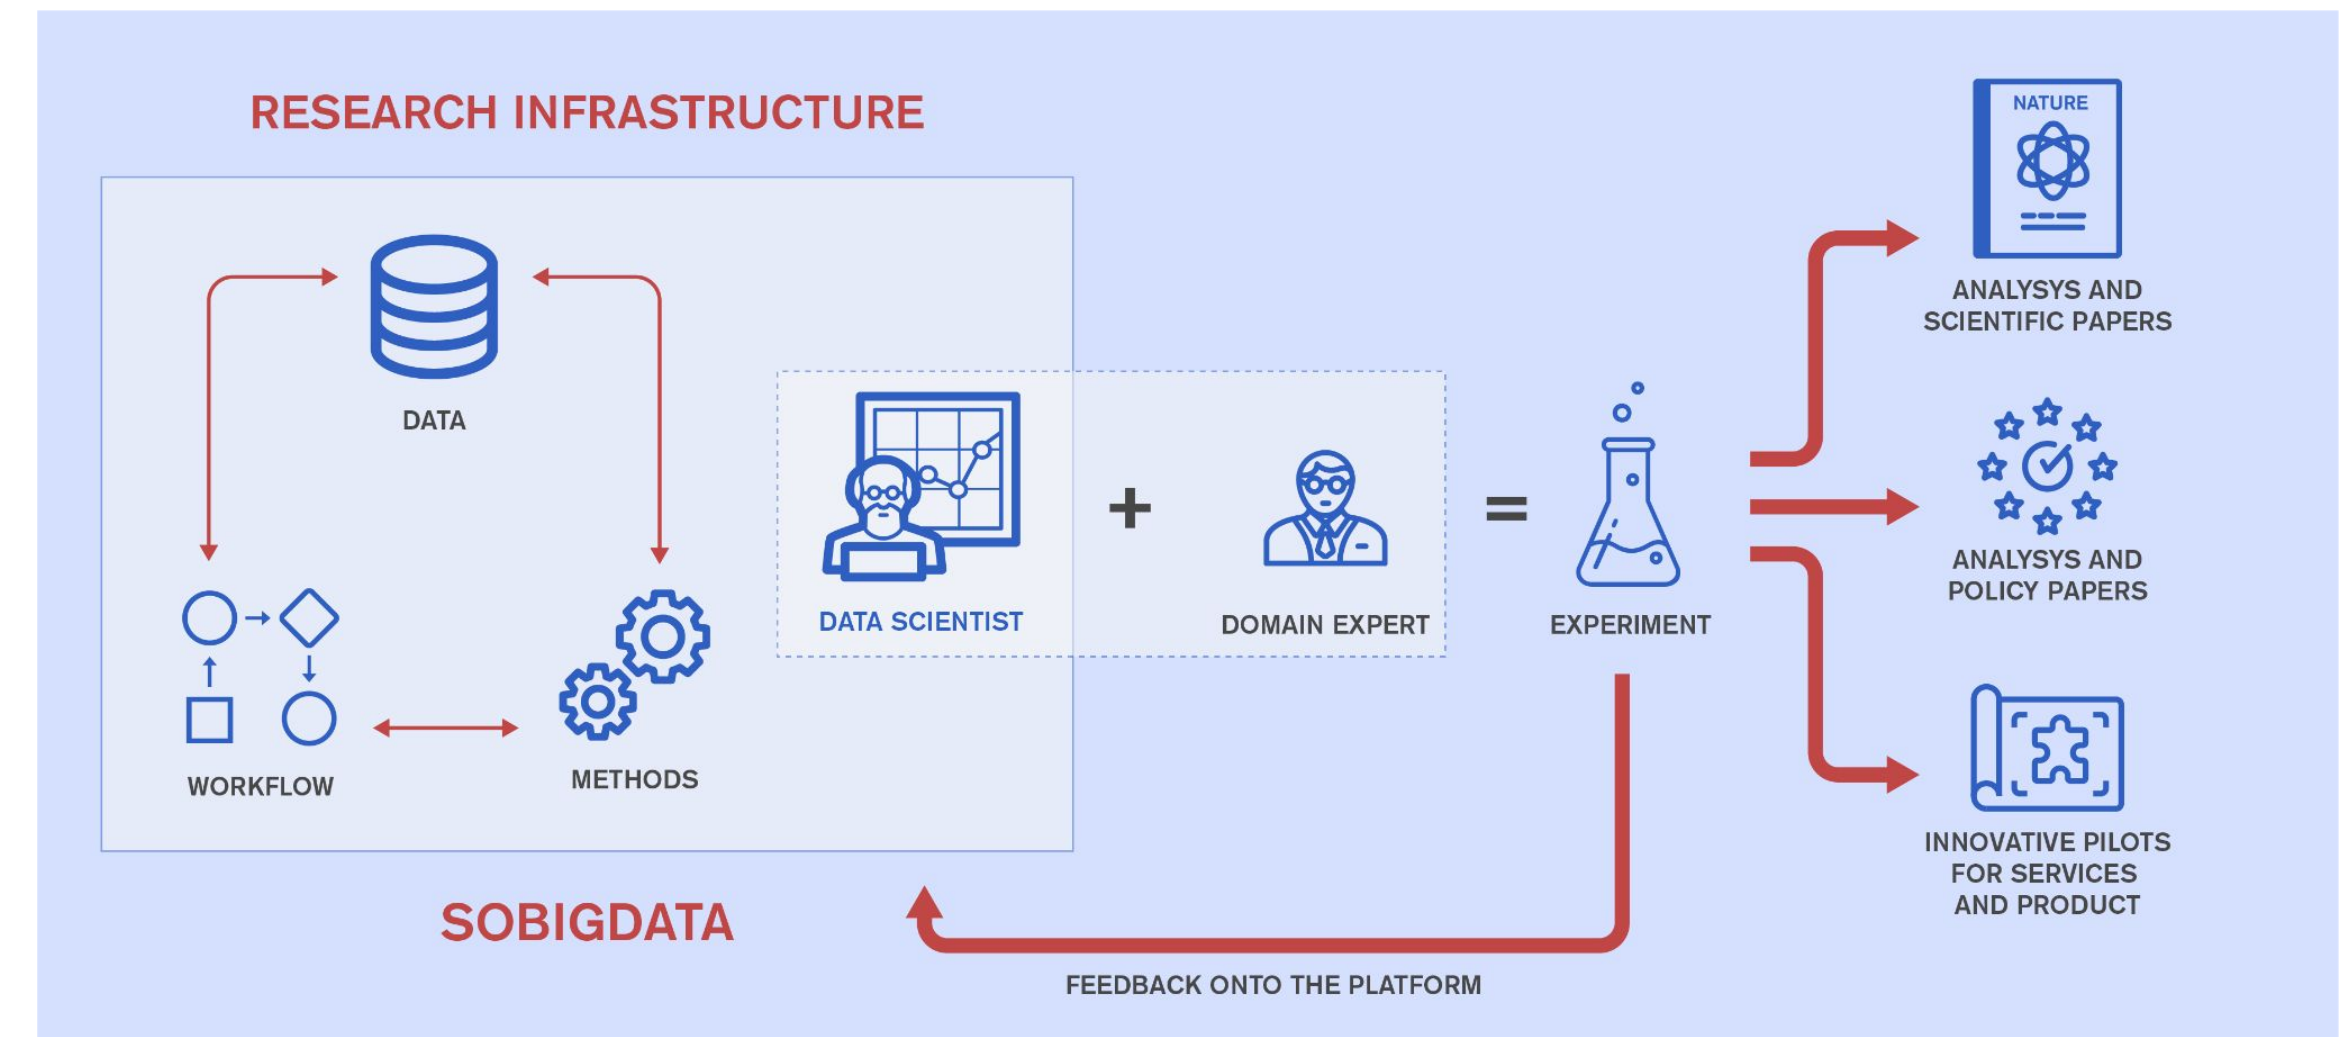 RESEARCH INFRASTRUCTURE
DATA
WORKFLOW
METHODS
DATA SCIENTIST
+
DOMAIN EXPERT
=
EXPERIMENT
NATURE
ANALYSYS AND
SCIENTIFIC PAPERS
ANALYSYS AND
POLICY PAPERS
INNOVATIVE PILOTS
FOR SERVICES
AND PRODUCT
SOBIGDATA
FEEDBACK ONTO THE PLATFORM